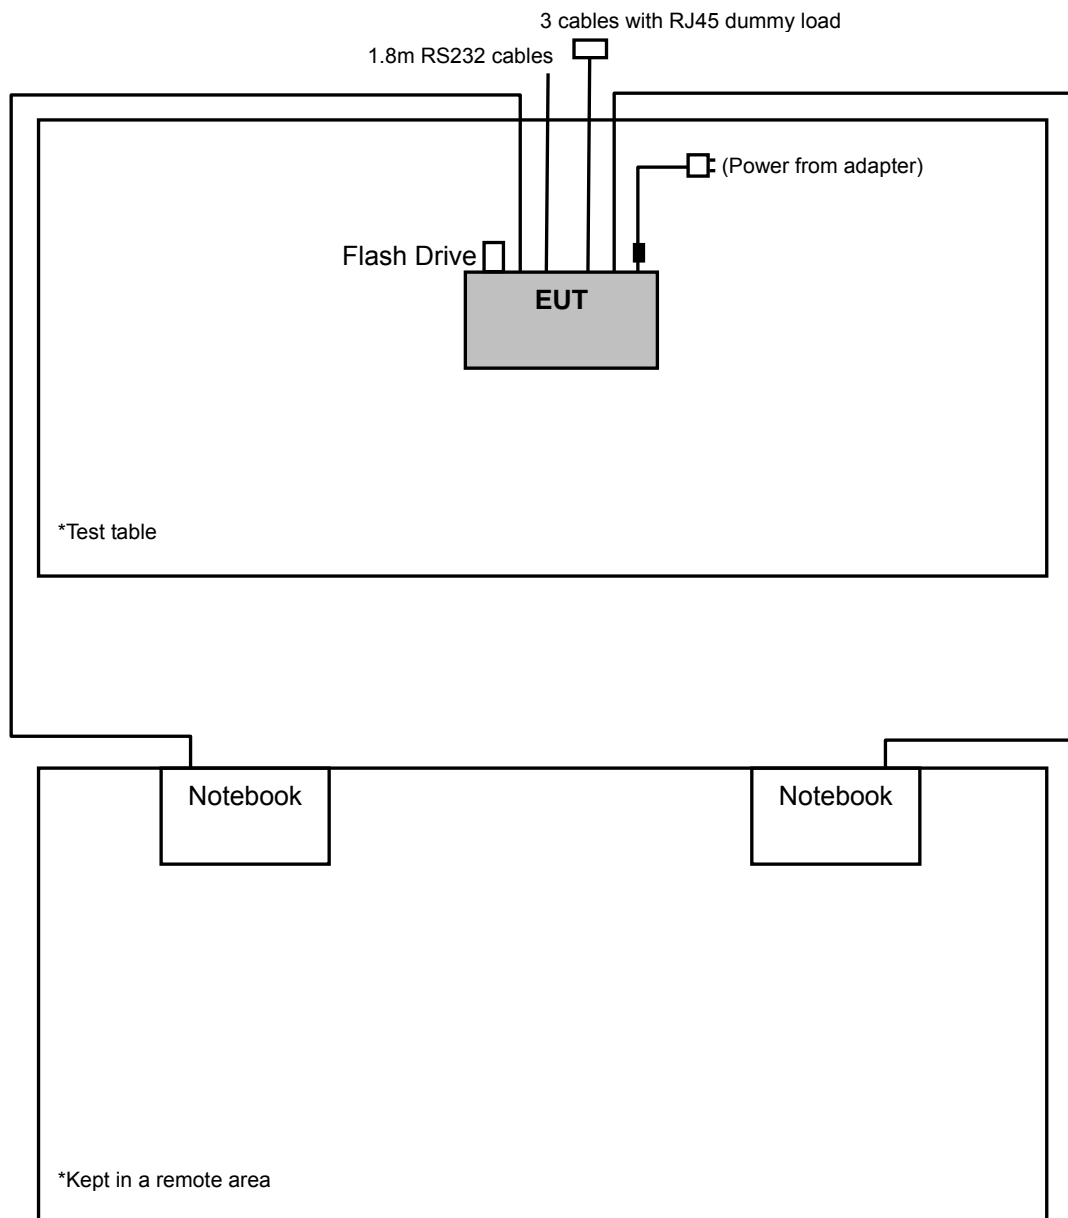 3 cables with RJ45 dummy load
1.8m RS232 cables
(Power from adapter)
Flash Drive
EUT
*Test table
Notebook
Notebook
*Kept in a remote area